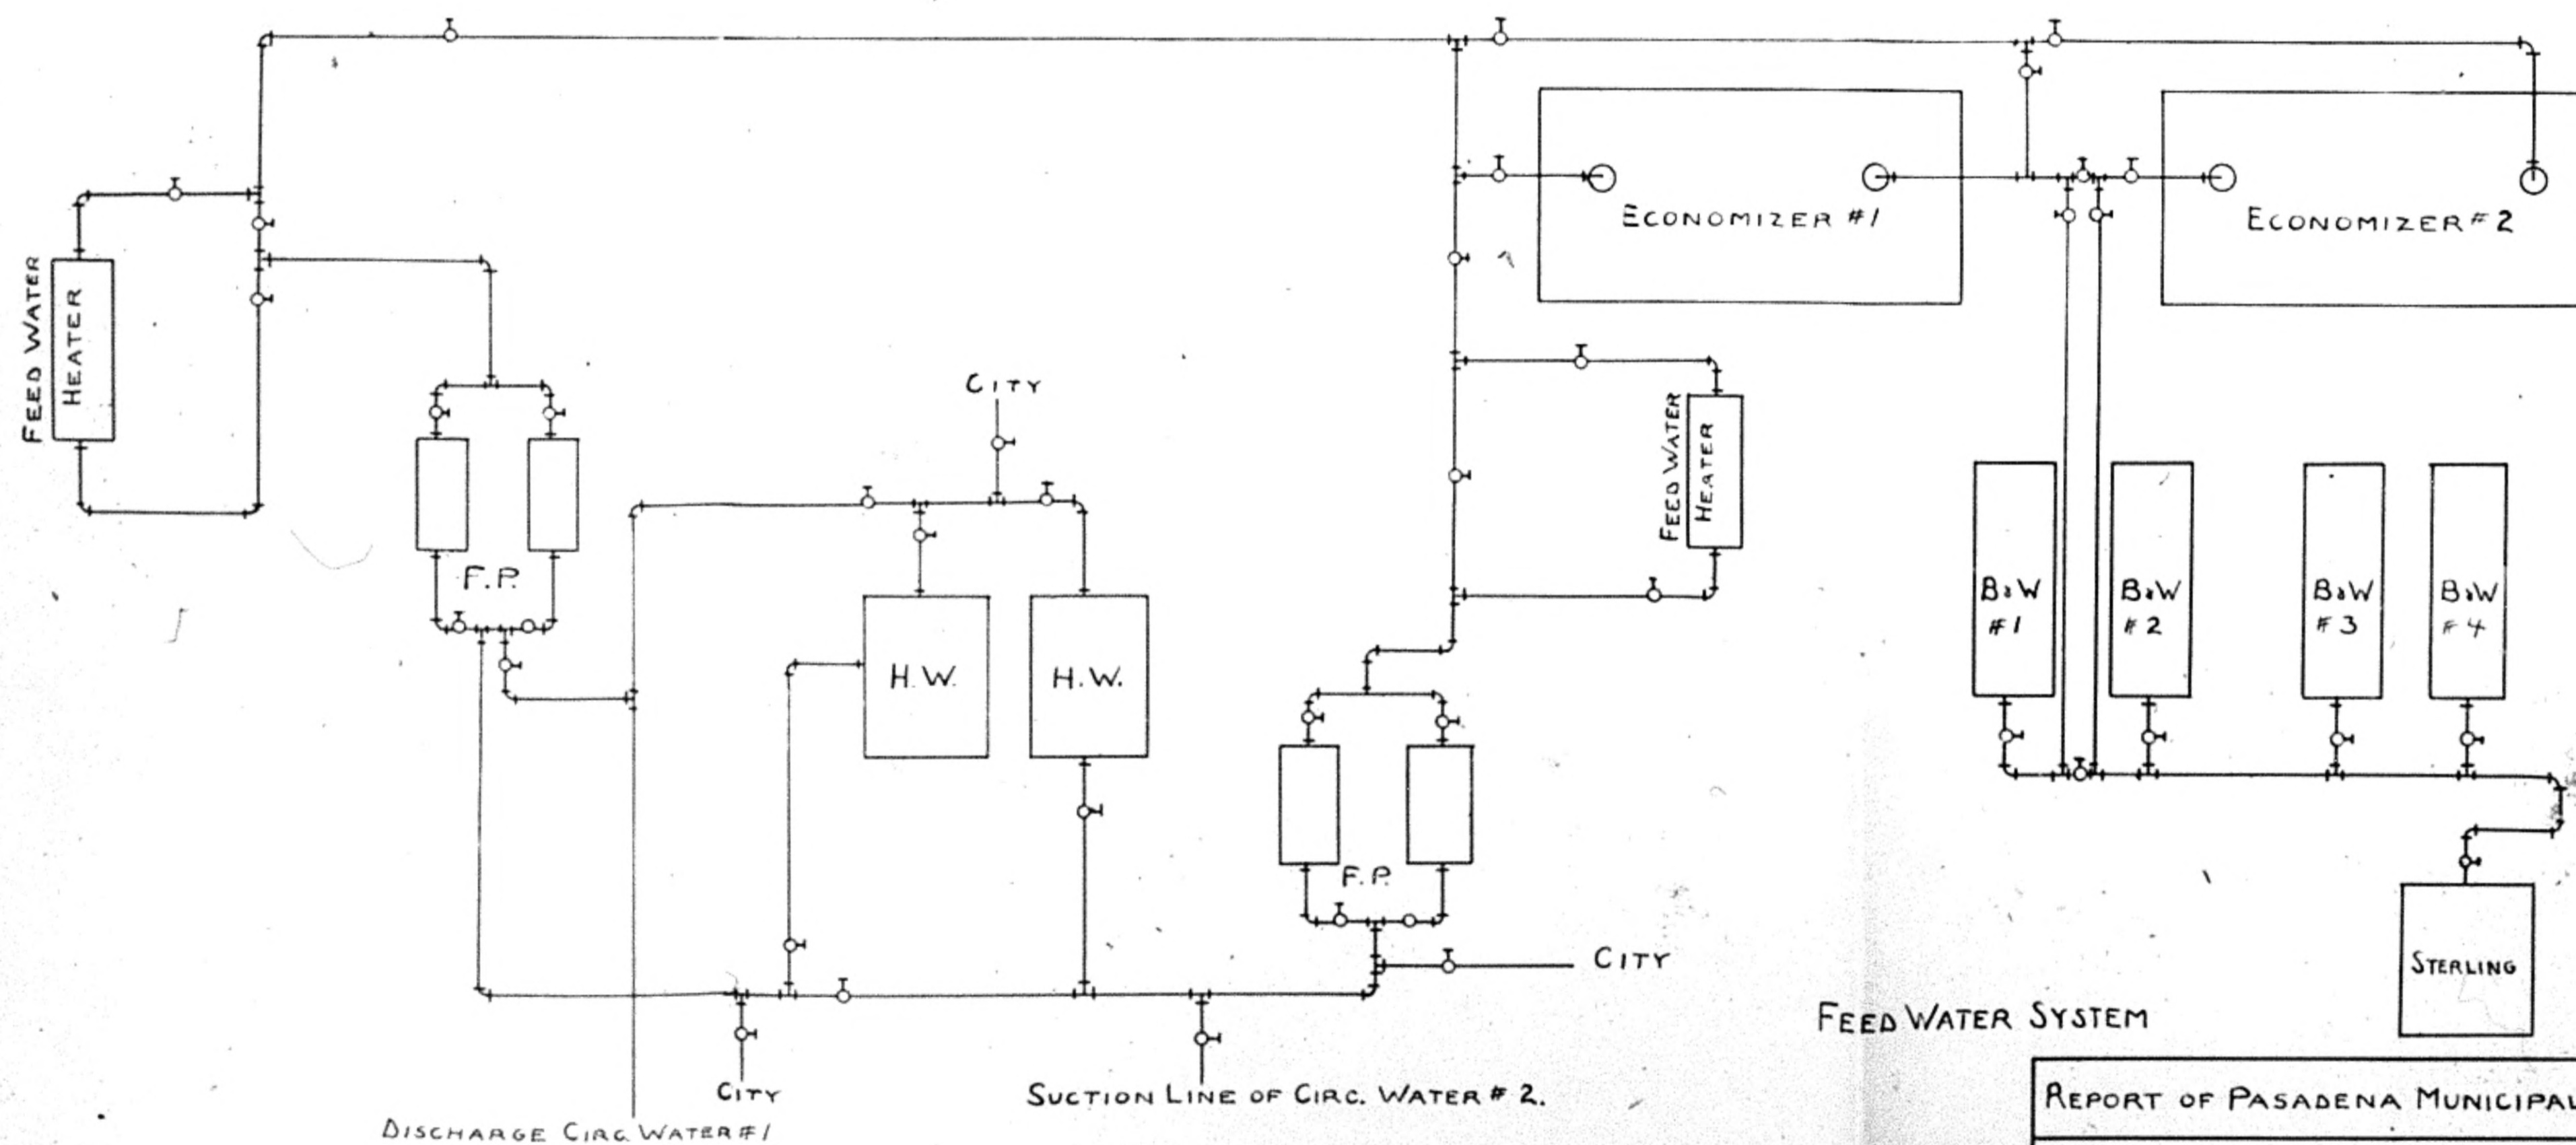 FEED WATER
HEATER
F.P.
CITY
H.W.
H.W.
FEED WATER
HEATER
ECONOMIZER #1
ECONOMIZER #2
B&W
#1
B&W
#2
B&W
#3
B&W
#4
F.P.
CITY
STERLING
CITY
SUCTION LINE OF CIRC. WATER #2.
DISCHARGE CIRC. WATER #1
FEED WATER SYSTEM
REPORT OF PASADENA MUNICIPAL